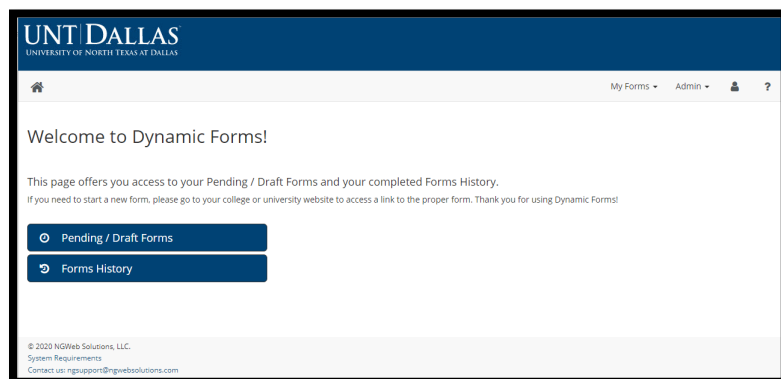 UNT DALLAS
UNIVERSITY OF NORTH TEXAS AT DALLAS
My Forms Admin ?
Welcome to Dynamic Forms!
This page offers you access to your Pending / Draft Forms and your completed Forms History.
If you need to start a new form, please go to your college or university website to access a link to the proper form. Thank you for using Dynamic Forms!
Pending / Draft Forms
Forms History
© 2020 NGWeb Solutions, LLC.
System Requirements
Contact us: ngsupport@ngwebsolutions.com